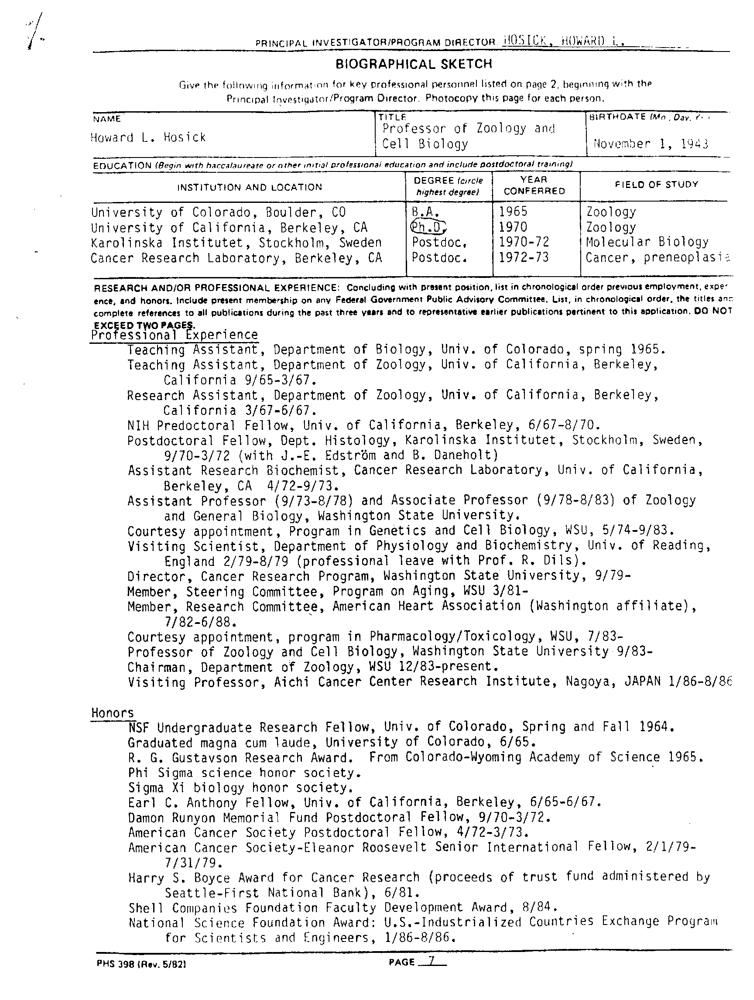 PRINCIPAL INVESTIGATOR/PROGRAM DIRECTOR HOSICK, HOWARD L.
BIOGRAPHICAL SKETCH
Give the following information for key professional personnel listed on page 2, beginning with the
Principal Investigator/Program Director. Photocopy this page for each person.
NAME
TITLE
BIRTHDATE (Mo., Day,
Howard L. Hosick
Professor of Zoology and
Cell Biology
November 1, 1943
EDUCATION (Begin with baccalaureate or other initial professional education and include postdoctoral training)
INSTITUTION AND LOCATION
DEGREE (circle
highest degree)
YEAR
CONFERRED
FIELD OF STUDY
University of Colorado, Boulder, CO B.A. 1965 Zoology
University of California, Berkeley, CA Ph.D. 1970 Zoology
Karolinska Institutet, Stockholm, Sweden Postdoc. 1970-72 Molecular Biology
Cancer Research Laboratory, Berkeley, CA Postdoc. 1972-73 Cancer, preneoplasia
RESEARCH AND/OR PROFESSIONAL EXPERIENCE: Concluding with present position, list in chronological order previous employment, exper-
ence, and honors. Include present membership on any Federal Government Public Advisory Committee. List, in chronological order, the titles and
complete references to all publications during the past three years and to representative earlier publications pertinent to this application. DO NOT
EXCEED TWO PAGES.
Professional Experience
Teaching Assistant, Department of Biology, Univ. of Colorado, spring 1965.
Teaching Assistant, Department of Zoology, Univ. of California, Berkeley,
California 9/65-3/67.
Research Assistant, Department of Zoology, Univ. of California, Berkeley,
California 3/67-6/67.
NIH Predoctoral Fellow, Univ. of California, Berkeley, 6/67-8/70.
Postdoctoral Fellow, Dept. Histology, Karolinska Institutet, Stockholm, Sweden,
9/70-3/72 (with J.-E. Edström and B. Daneholt)
Assistant Research Biochemist, Cancer Research Laboratory, Univ. of California,
Berkeley, CA 4/72-9/73.
Assistant Professor (9/73-8/78) and Associate Professor (9/78-8/83) of Zoology
and General Biology, Washington State University.
Courtesy appointment, Program in Genetics and Cell Biology, WSU, 5/74-9/83.
Visiting Scientist, Department of Physiology and Biochemistry, Univ. of Reading,
England 2/79-8/79 (professional leave with Prof. R. Dils).
Director, Cancer Research Program, Washington State University, 9/79-
Member, Steering Committee, Program on Aging, WSU 3/81-
Member, Research Committee, American Heart Association (Washington affiliate),
7/82-6/88.
Courtesy appointment, program in Pharmacology/Toxicology, WSU, 7/83-
Professor of Zoology and Cell Biology, Washington State University 9/83-
Chairman, Department of Zoology, WSU 12/83-present.
Visiting Professor, Aichi Cancer Center Research Institute, Nagoya, JAPAN 1/86-8/86
Honors
NSF Undergraduate Research Fellow, Univ. of Colorado, Spring and Fall 1964.
Graduated magna cum laude, University of Colorado, 6/65.
R. G. Gustavson Research Award. From Colorado-Wyoming Academy of Science 1965.
Phi Sigma science honor society.
Sigma Xi biology honor society.
Earl C. Anthony Fellow, Univ. of California, Berkeley, 6/65-6/67.
Damon Runyon Memorial Fund Postdoctoral Fellow, 9/70-3/72.
American Cancer Society Postdoctoral Fellow, 4/72-3/73.
American Cancer Society-Eleanor Roosevelt Senior International Fellow, 2/1/79-
7/31/79.
Harry S. Boyce Award for Cancer Research (proceeds of trust fund administered by
Seattle-First National Bank), 6/81.
Shell Companies Foundation Faculty Development Award, 8/84.
National Science Foundation Award: U.S.-Industrialized Countries Exchange Program
for Scientists and Engineers, 1/86-8/86.
PHS 398 (Rev. 5/82) PAGE 7